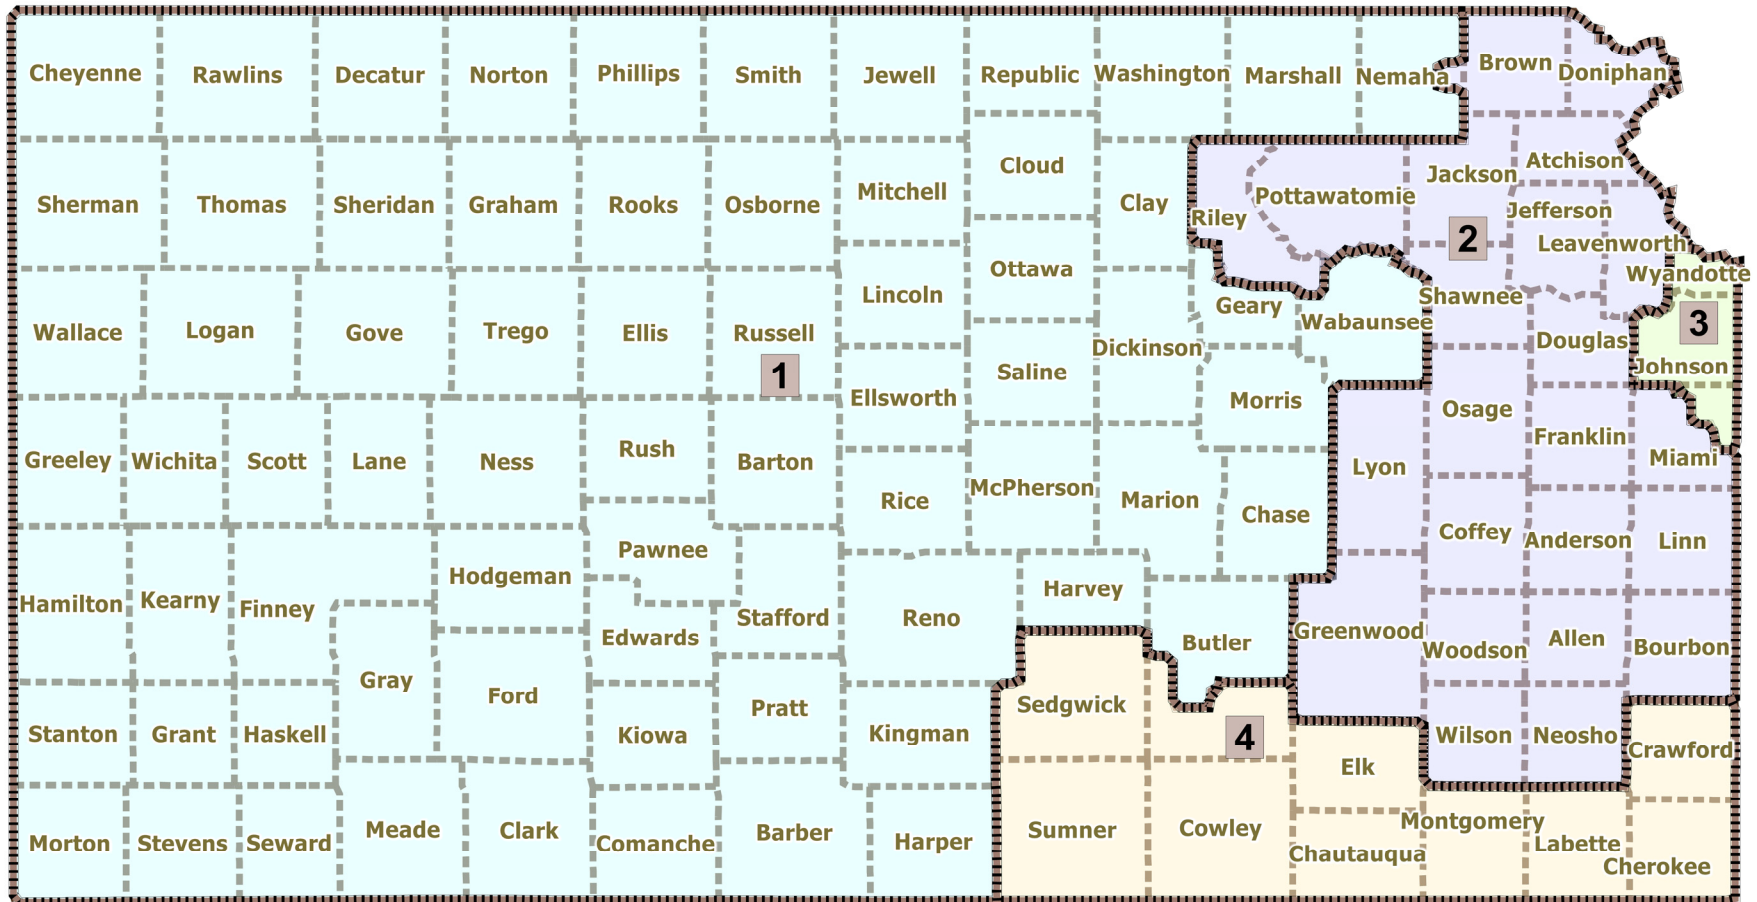 Cheyenne
Rawlins
Decatur
Norton
Phillips
Smith
Jewell
Republic
Washington
Marshall
Nemaha
Brown
Doniphan
Sherman
Thomas
Sheridan
Graham
Rooks
Osborne
Mitchell
Cloud
Clay
Riley
Pottawatomie
Jackson
Atchison
Jefferson
Leavenworth
2
Wyandotte
Ottawa
Lincoln
Geary
Shawnee
Wabaunsee
3
Wallace
Logan
Gove
Trego
Ellis
Russell
1
Dickinson
Douglas
Johnson
Saline
Ellsworth
Morris
Osage
Greeley
Wichita
Scott
Lane
Ness
Rush
Barton
Rice
McPherson
Marion
Chase
Lyon
Franklin
Miami
Coffey
Anderson
Linn
Hamilton
Kearny
Finney
Hodgeman
Pawnee
Edwards
Stafford
Reno
Harvey
Butler
Greenwood
Woodson
Allen
Bourbon
Gray
Ford
Kiowa
Pratt
Kingman
Sedgwick
4
Wilson
Neosho
Crawford
Stanton
Grant
Haskell
Elk
Morton
Stevens
Seward
Meade
Clark
Comanche
Barber
Harper
Sumner
Cowley
Chautauqua
Montgomery
Labette
Cherokee